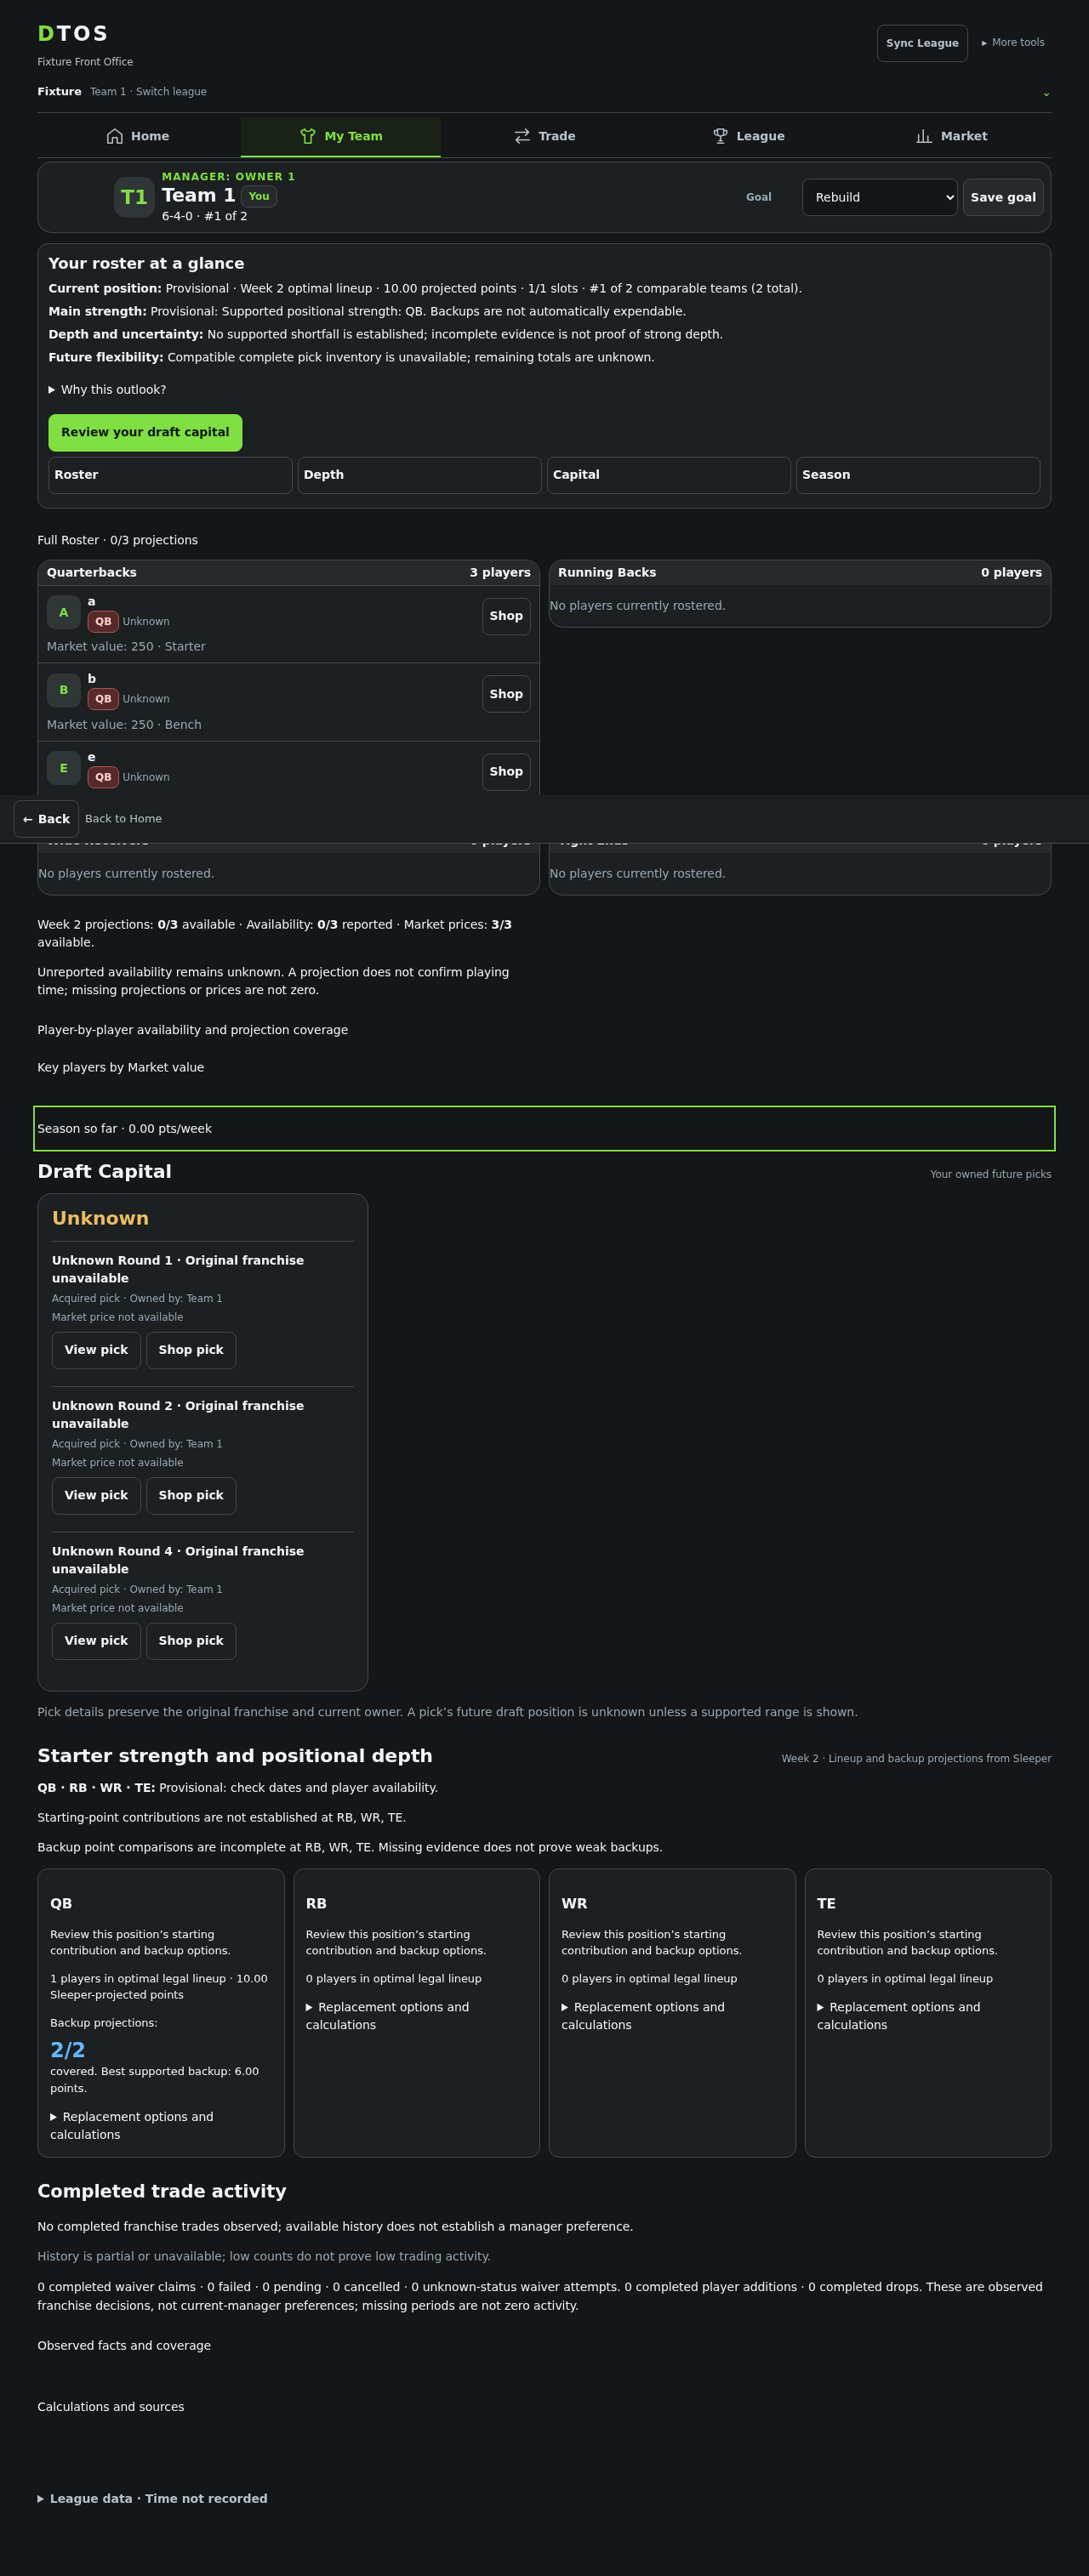 DTOS
Fixture Front Office
Sync League
▸ More tools
Fixture Team 1 · Switch league
Home
My Team
Trade
League
Market
T1
MANAGER: OWNER 1
Team 1 You
6-4-0 · #1 of 2
Goal
Rebuild
Save goal
Your roster at a glance
Current position: Provisional · Week 2 optimal lineup · 10.00 projected points · 1/1 slots · #1 of 2 comparable teams (2 total).
Main strength: Provisional: Supported positional strength: QB. Backups are not automatically expendable.
Depth and uncertainty: No supported shortfall is established; incomplete evidence is not proof of strong depth.
Future flexibility: Compatible complete pick inventory is unavailable; remaining totals are unknown.
▶ Why this outlook?
Review your draft capital
Roster
Depth
Capital
Season
Full Roster · 0/3 projections
Quarterbacks 3 players
A
a
QB Unknown
Shop
Market value: 250 · Starter
B
b
QB Unknown
Shop
Market value: 250 · Bench
E
e
QB Unknown
Shop
Running Backs 0 players
No players currently rostered.
← Back
Back to Home
No players currently rostered.
No players currently rostered.
Week 2 projections: 0/3 available · Availability: 0/3 reported · Market prices: 3/3
available.
Unreported availability remains unknown. A projection does not confirm playing
time; missing projections or prices are not zero.
Player-by-player availability and projection coverage
Key players by Market value
Season so far · 0.00 pts/week
Draft Capital
Your owned future picks
Unknown
Unknown Round 1 · Original franchise
unavailable
Acquired pick · Owned by: Team 1
Market price not available
View pick
Shop pick
Unknown Round 2 · Original franchise
unavailable
Acquired pick · Owned by: Team 1
Market price not available
View pick
Shop pick
Unknown Round 4 · Original franchise
unavailable
Acquired pick · Owned by: Team 1
Market price not available
View pick
Shop pick
Pick details preserve the original franchise and current owner. A pick’s future draft position is unknown unless a supported range is shown.
Starter strength and positional depth
Week 2 · Lineup and backup projections from Sleeper
QB · RB · WR · TE: Provisional: check dates and player availability.
Starting-point contributions are not established at RB, WR, TE.
Backup point comparisons are incomplete at RB, WR, TE. Missing evidence does not prove weak backups.
QB
Review this position’s starting
contribution and backup options.
1 players in optimal legal lineup · 10.00
Sleeper-projected points
Backup projections:
2/2
covered. Best supported backup: 6.00
points.
▶ Replacement options and
calculations
RB
Review this position’s starting
contribution and backup options.
0 players in optimal legal lineup
▶ Replacement options and
calculations
WR
Review this position’s starting
contribution and backup options.
0 players in optimal legal lineup
▶ Replacement options and
calculations
TE
Review this position’s starting
contribution and backup options.
0 players in optimal legal lineup
▶ Replacement options and
calculations
Completed trade activity
No completed franchise trades observed; available history does not establish a manager preference.
History is partial or unavailable; low counts do not prove low trading activity.
0 completed waiver claims · 0 failed · 0 pending · 0 cancelled · 0 unknown-status waiver attempts. 0 completed player additions · 0 completed drops. These are observed
franchise decisions, not current-manager preferences; missing periods are not zero activity.
Observed facts and coverage
Calculations and sources
▶ League data · Time not recorded